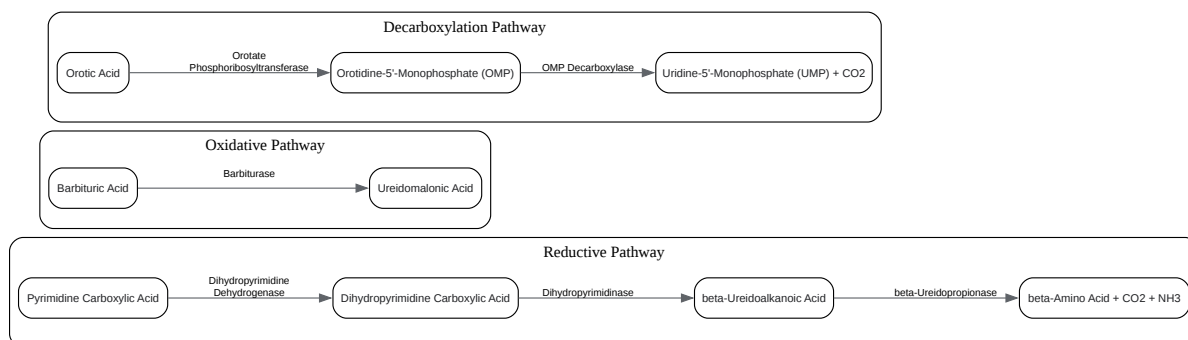 Decarboxylation Pathway
Orotic Acid
Orotate
Phosphoribosyltransferase
Orotidine-5'-Monophosphate (OMP)
OMP Decarboxylase
Uridine-5'-Monophosphate (UMP) + CO2
Oxidative Pathway
Barbituric Acid
Barbiturase
Ureidomalonic Acid
Reductive Pathway
Pyrimidine Carboxylic Acid
Dihydropyrimidine
Dehydrogenase
Dihydropyrimidine Carboxylic Acid
Dihydropyrimidinase
beta-Ureidoalkanoic Acid
beta-Ureidopropionase
beta-Amino Acid + CO2 + NH3